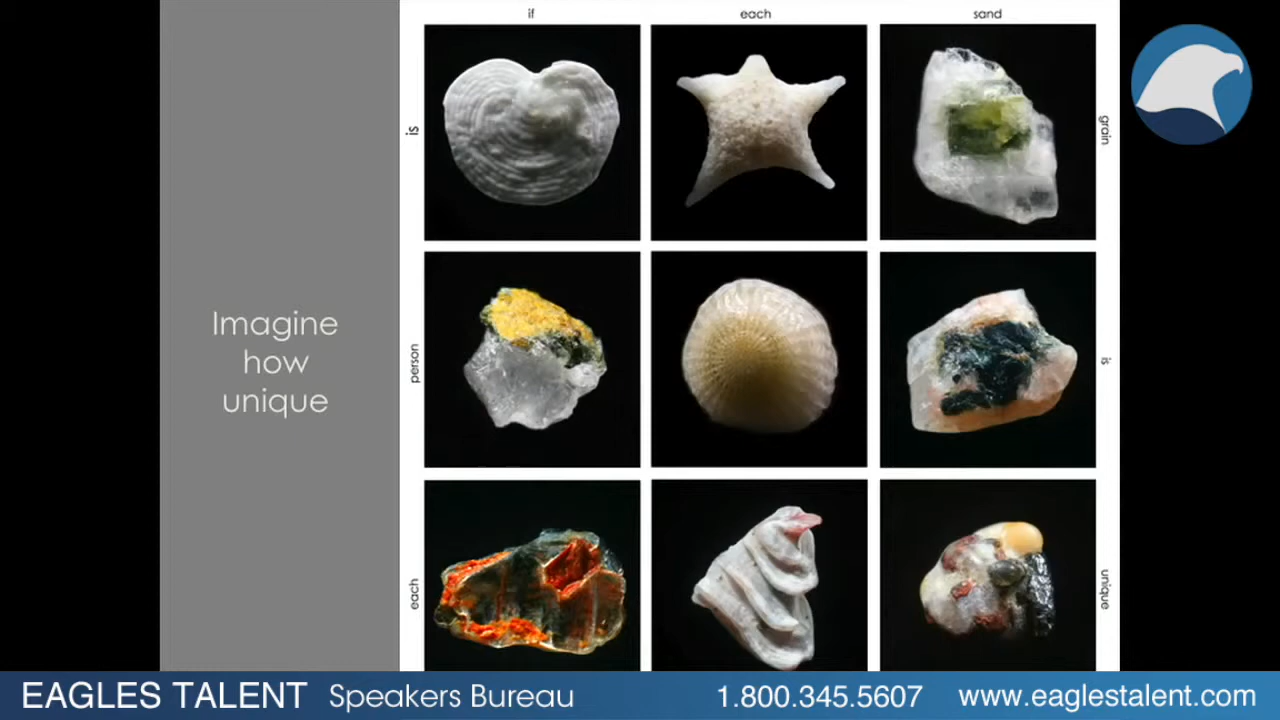 if each sand
is
grain
Imagine
how
unique
person
is
each
unique
EAGLES TALENT Speakers Bureau 1.800.345.5607 www.eaglestalent.com